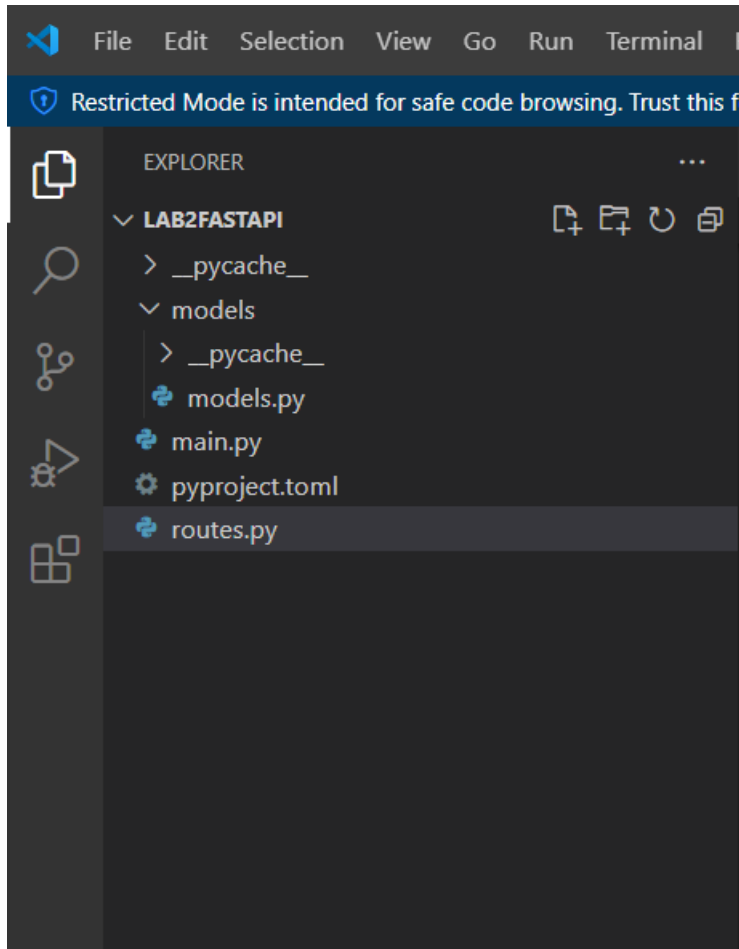 File Edit Selection View Go Run Terminal
Restricted Mode is intended for safe code browsing. Trust this f
EXPLORER
LAB2FASTAPI
__pycache__
models
__pycache__
models.py
main.py
pyproject.toml
routes.py